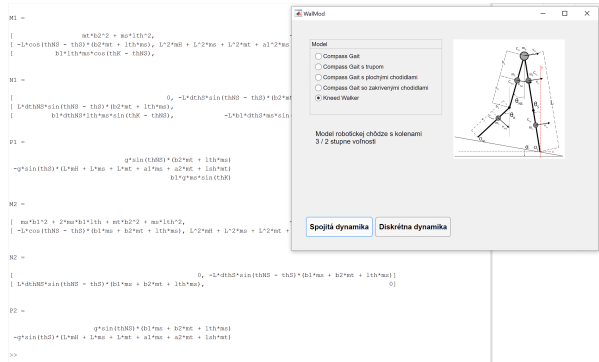 M1 =
[ mt*b2^2 + ms*lth^2,
[ -L*cos(thNS - thS)*(b2*mt + lth*ms), L^2*mH + L^2*ms + L^2*mt + a1^2*ms
[ b1*lth*ms*cos(thK - thNS),
N1 =
[ 0, -L*dthS*sin(thNS - thS)*(b2*mt
[ L*dthNS*sin(thNS - thS)*(b2*mt + lth*ms),
[ b1*dthNS*lth*ms*sin(thK - thNS), -L*b1*dthS*ms*sin
P1 =
g*sin(thNS)*(b2*mt + lth*ms)
-g*sin(thS)*(L*mH + L*ms + L*mt + a1*ms + a2*mt + lsh*mt)
b1*g*ms*sin(thK)
M2 =
[ ms*b1^2 + 2*ms*b1*lth + mt*b2^2 + ms*lth^2,
[ -L*cos(thNS - thS)*(b1*ms + b2*mt + lth*ms), L^2*mH + L^2*ms + L^2*mt +
N2 =
[ 0, -L*dthS*sin(thNS - thS)*(b1*ms + b2*mt + lth*ms)]
[ L*dthNS*sin(thNS - thS)*(b1*ms + b2*mt + lth*ms), 0]
P2 =
g*sin(thNS)*(b1*ms + b2*mt + lth*ms)
-g*sin(thS)*(L*mH + L*ms + L*mt + a1*ms + a2*mt + lsh*mt)
>>
WalMod
Model
Compass Gait
Compass Gait s trupom
Compass Gait s plochými chodidlami
Compass Gait so zakrivenými chodidlami
Kneed Walker
Model robotickej chôdze s kolenami
3 / 2 stupne voľnosti
L
Spojitá dynamika
Diskrétna dynamika